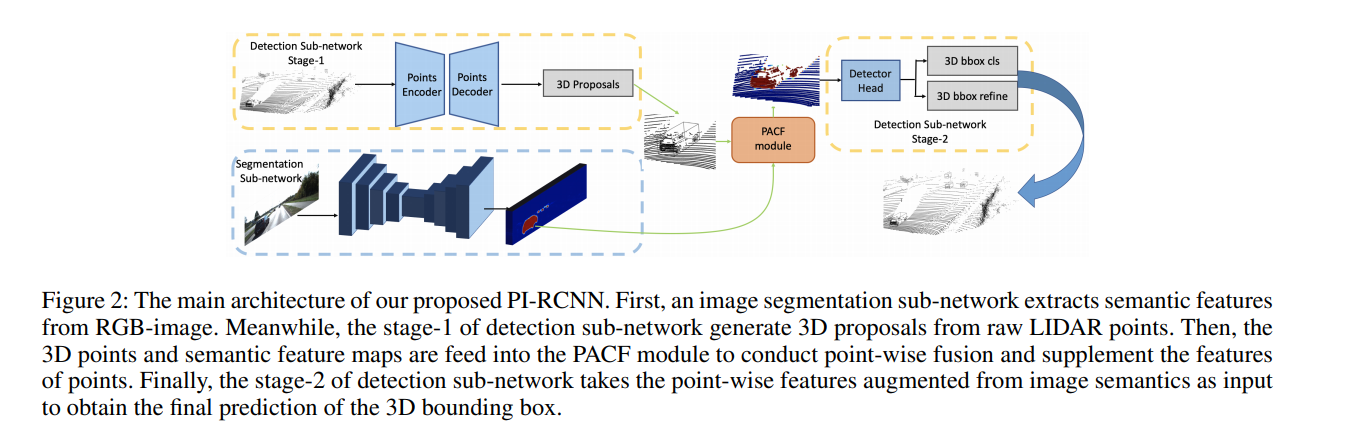 Detection Sub-network
Stage-1
Points
Encoder
Points
Decoder
3D Proposals
Segmentation
Sub-network
PACF
module
Detector
Head
3D bbox cls
3D bbox refine
Detection Sub-network
Stage-2
Figure 2: The main architecture of our proposed PI-RCNN. First, an image segmentation sub-network extracts semantic features
from RGB-image. Meanwhile, the stage-1 of detection sub-network generate 3D proposals from raw LIDAR points. Then, the
3D points and semantic feature maps are feed into the PACF module to conduct point-wise fusion and supplement the features
of points. Finally, the stage-2 of detection sub-network takes the point-wise features augmented from image semantics as input
to obtain the final prediction of the 3D bounding box.